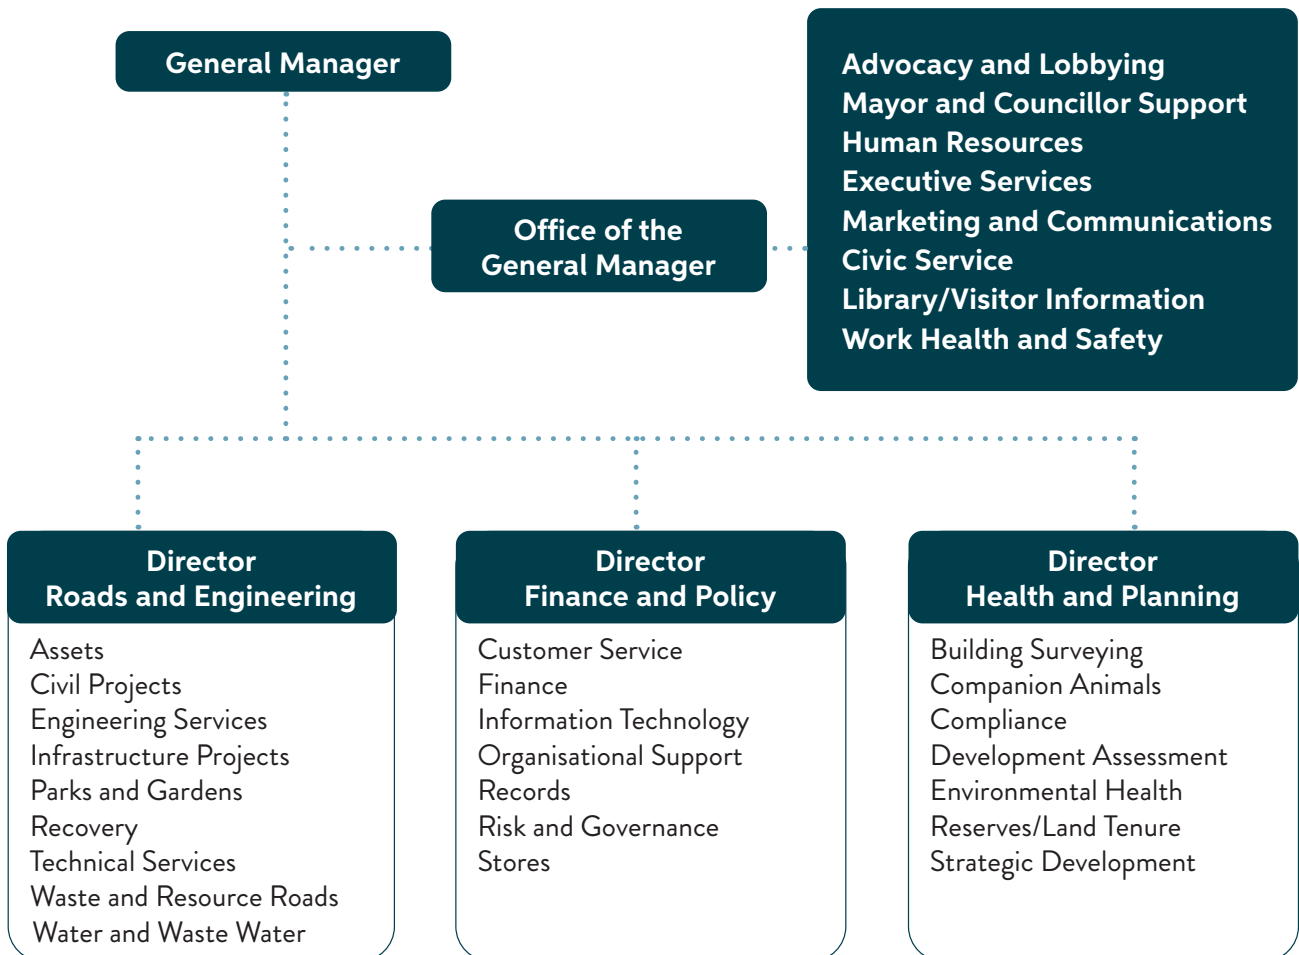 General Manager
Advocacy and Lobbying
Mayor and Councillor Support
Human Resources
Executive Services
Marketing and Communications
Civic Service
Library/Visitor Information
Work Health and Safety
Office of the
General Manager
Director
Roads and Engineering
Assets
Civil Projects
Engineering Services
Infrastructure Projects
Parks and Gardens
Recovery
Technical Services
Waste and Resource Roads
Water and Waste Water
Director
Finance and Policy
Customer Service
Finance
Information Technology
Organisational Support
Records
Risk and Governance
Stores
Director
Health and Planning
Building Surveying
Companion Animals
Compliance
Development Assessment
Environmental Health
Reserves/Land Tenure
Strategic Development